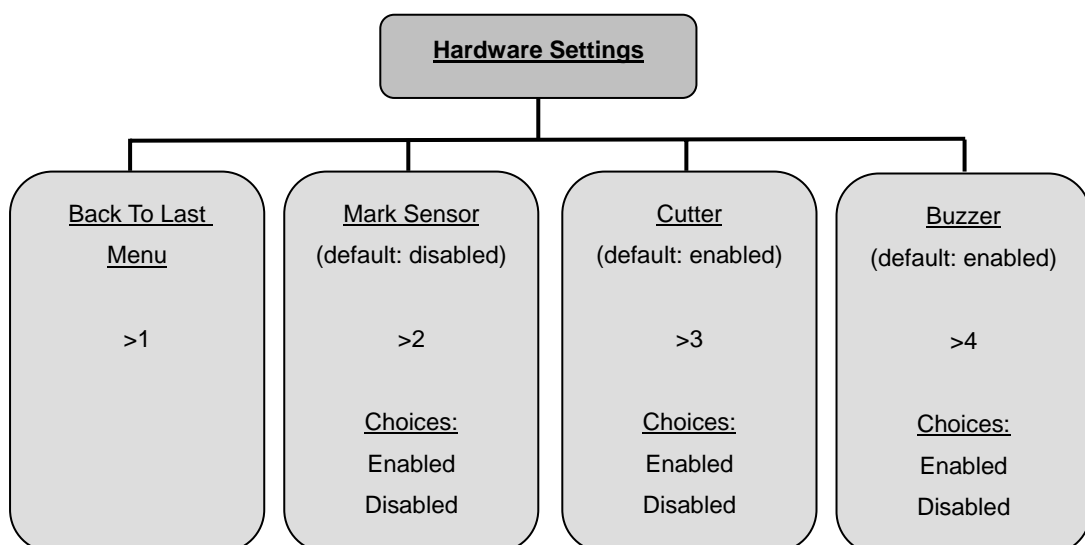 Hardware Settings
Back To Last
Menu
>1
Mark Sensor
(default: disabled)
>2
Choices:
Enabled
Disabled
Cutter
(default: enabled)
>3
Choices:
Enabled
Disabled
Buzzer
(default: enabled)
>4
Choices:
Enabled
Disabled